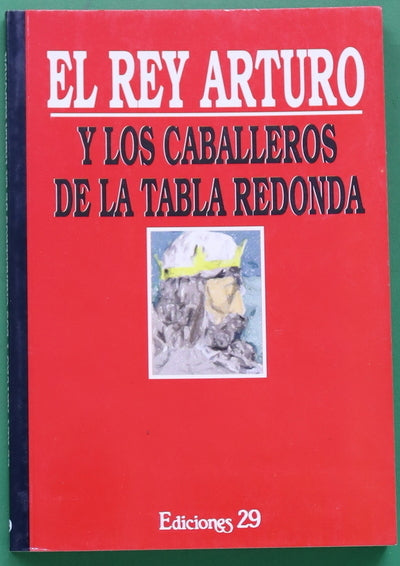 EL REY ARTURO
Y LOS CABALLEROS
DE LA TABLA REDONDA
Ediciones 29